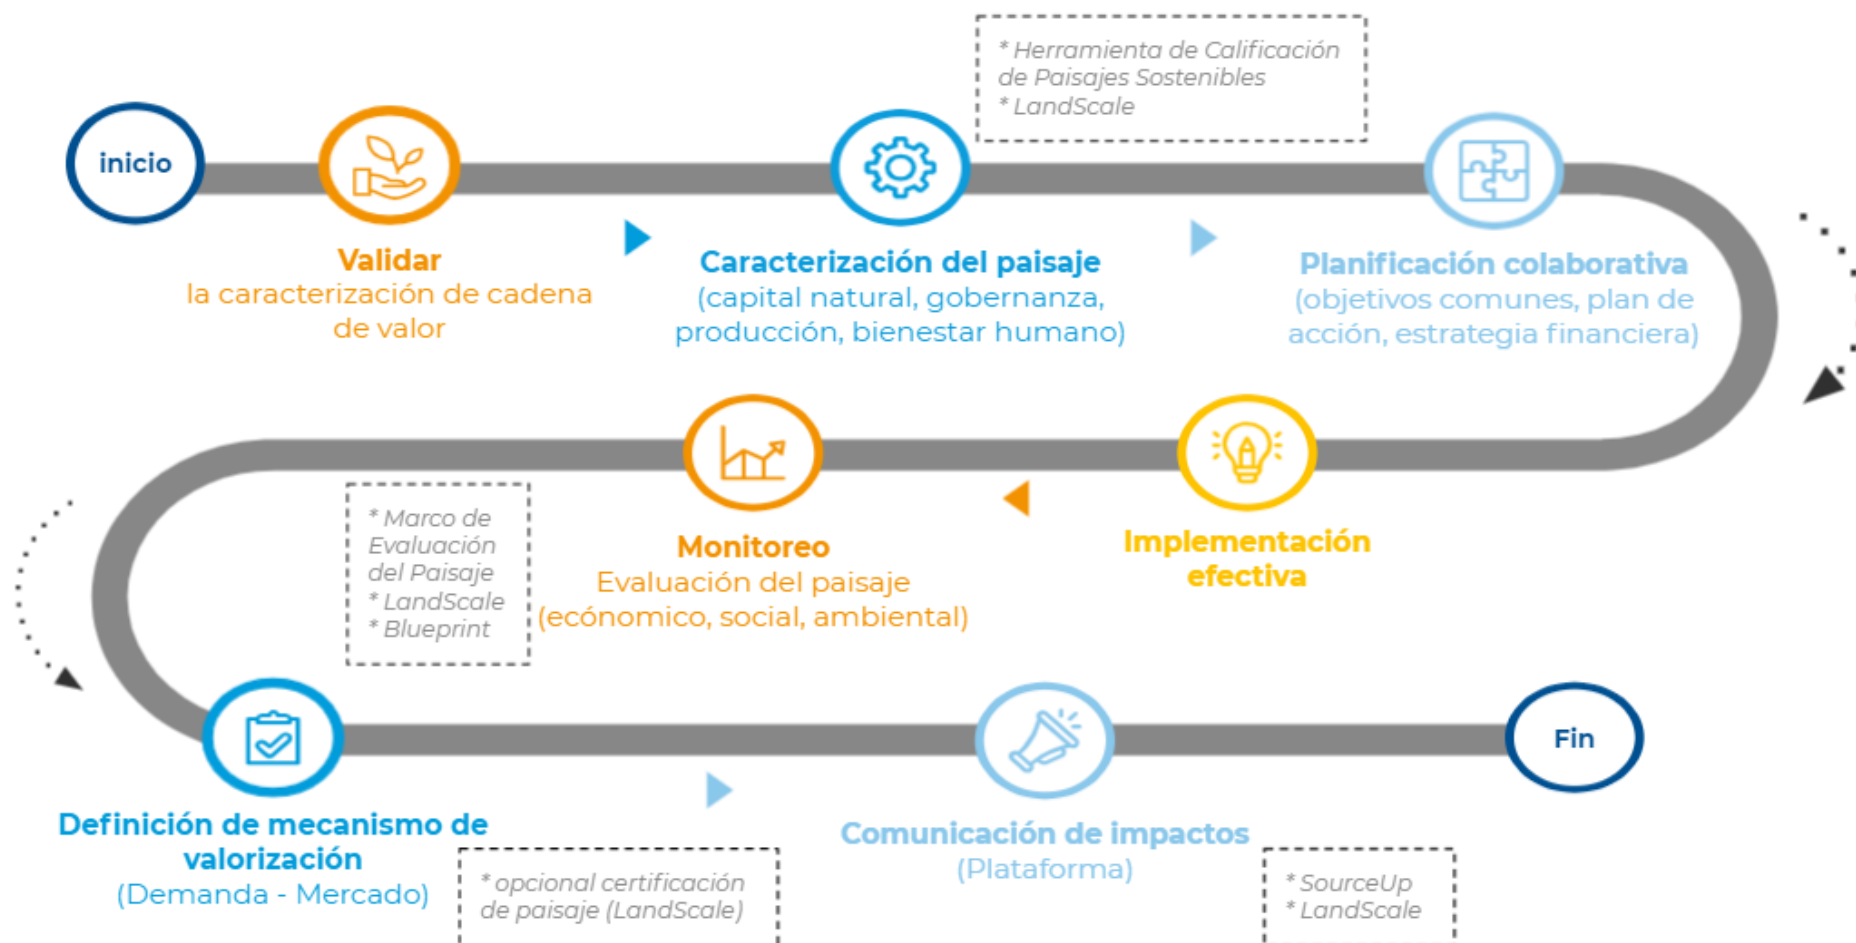 * Herramienta de Calificación
de Paisajes Sostenibles
* LandScale
inicio
Validar
la caracterización de cadena
de valor
Caracterización del paisaje
(capital natural, gobernanza,
producción, bienestar humano)
Planificación colaborativa
(objetivos comunes, plan de
acción, estrategia financiera)
Implementación
efectiva
Monitoreo
Evaluación del paisaje
(ecónomico, social, ambiental)
* Marco de
Evaluación
del Paisaje
* LandScale
* Blueprint
Definición de mecanismo de
valorización
(Demanda - Mercado)
* opcional certificación
de paisaje (LandScale)
Comunicación de impactos
(Plataforma)
* SourceUp
* LandScale
Fin